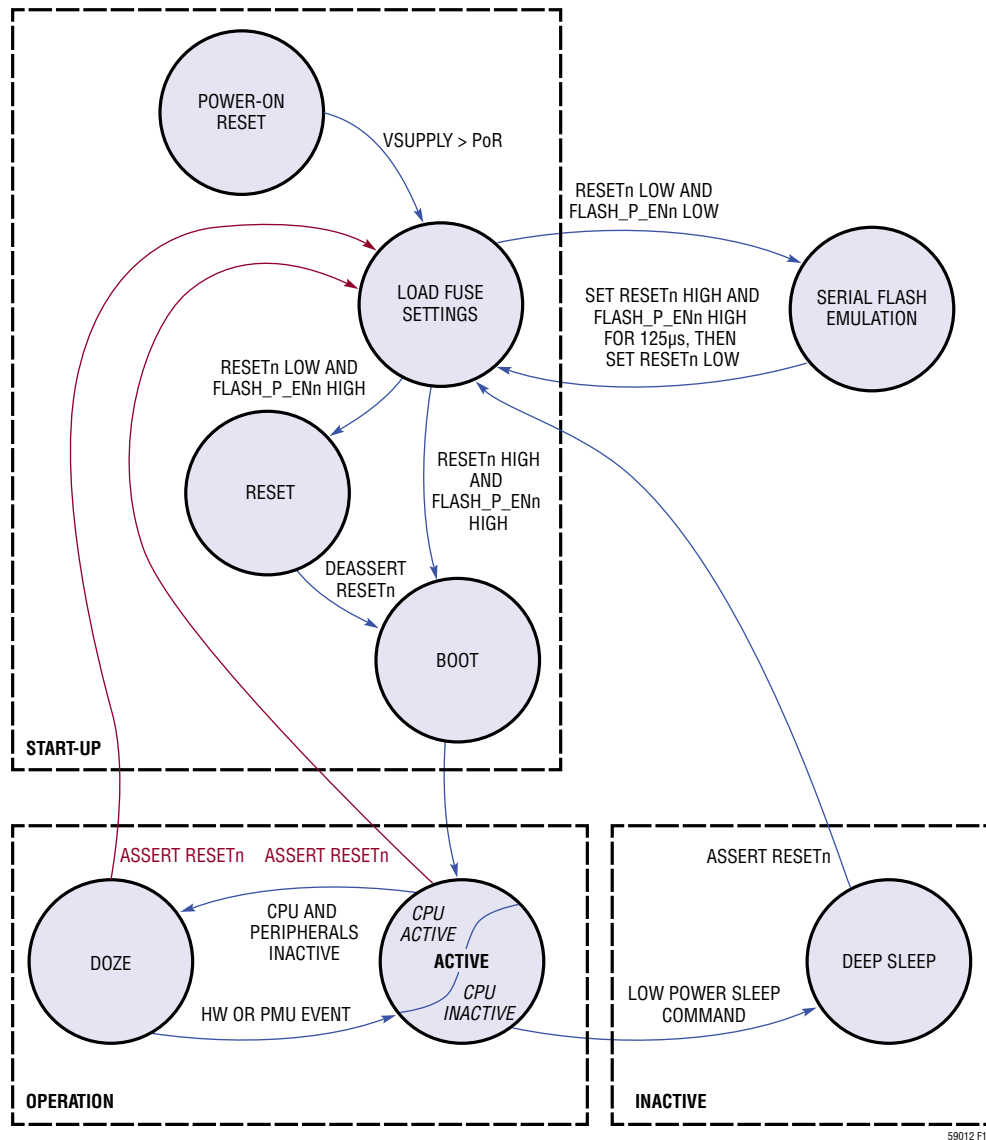 POWER-ON
RESET
VSUPPLY > PoR
RESETn LOW AND
FLASH_P_ENn LOW
LOAD FUSE
SETTINGS
SET RESETn HIGH AND
FLASH_P_ENn HIGH
FOR 125µs, THEN
SET RESETn LOW
SERIAL FLASH
EMULATION
RESETn LOW AND
FLASH_P_ENn HIGH
RESETn HIGH
AND
FLASH_P_ENn
HIGH
RESET
DEASSERT
RESETn
BOOT
START-UP
ASSERT RESETn
ASSERT RESETn
ASSERT RESETn
CPU AND
PERIPHERALS
INACTIVE
CPU
ACTIVE
ACTIVE
CPU
INACTIVE
DOZE
HW OR PMU EVENT
LOW POWER SLEEP
COMMAND
DEEP SLEEP
OPERATION
INACTIVE